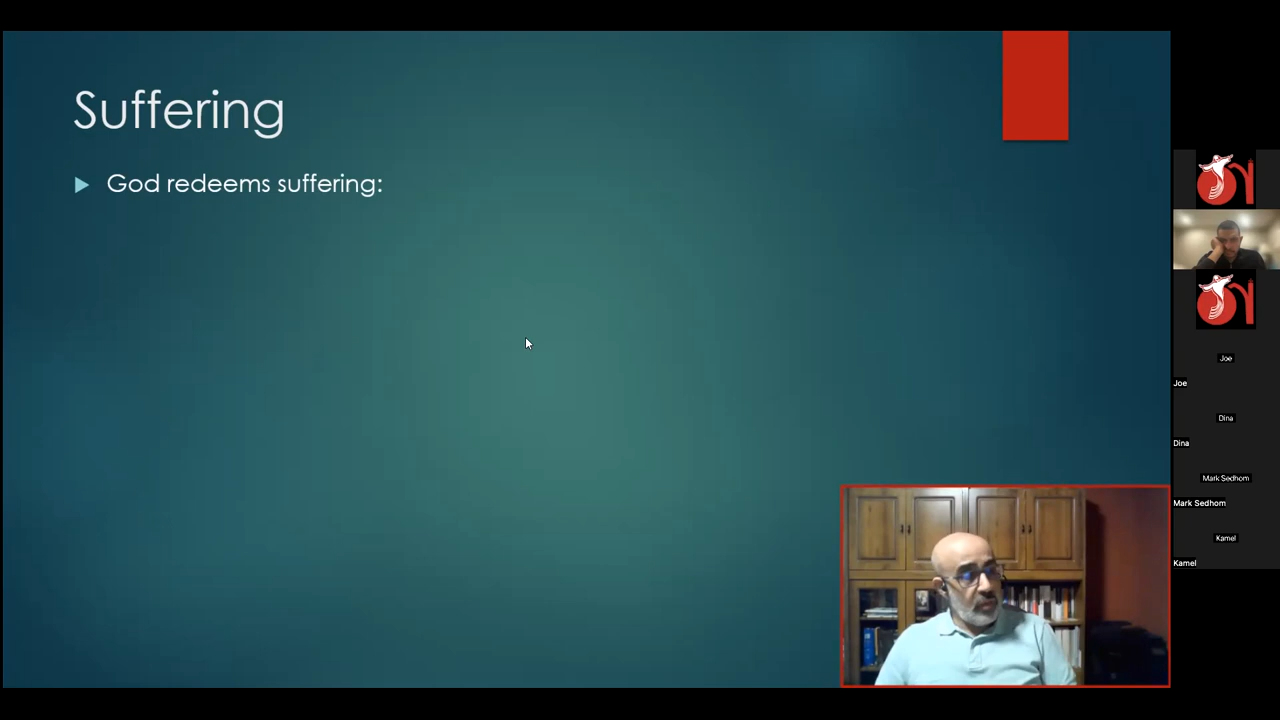 Suffering
God redeems suffering:
Joe
Joe
Dina
Dina
Mark Sedhom
Mark Sedhom
Kamel
Kamel